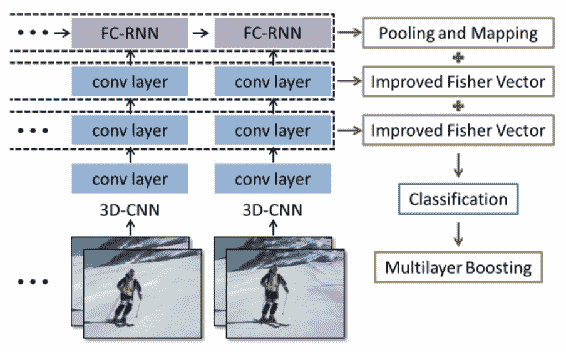 FC-RNN
FC-RNN
Pooling and Mapping
conv layer
conv layer
Improved Fisher Vector
conv layer
conv layer
Improved Fisher Vector
conv layer
conv layer
Classification
3D-CNN
3D-CNN
Multilayer Boosting